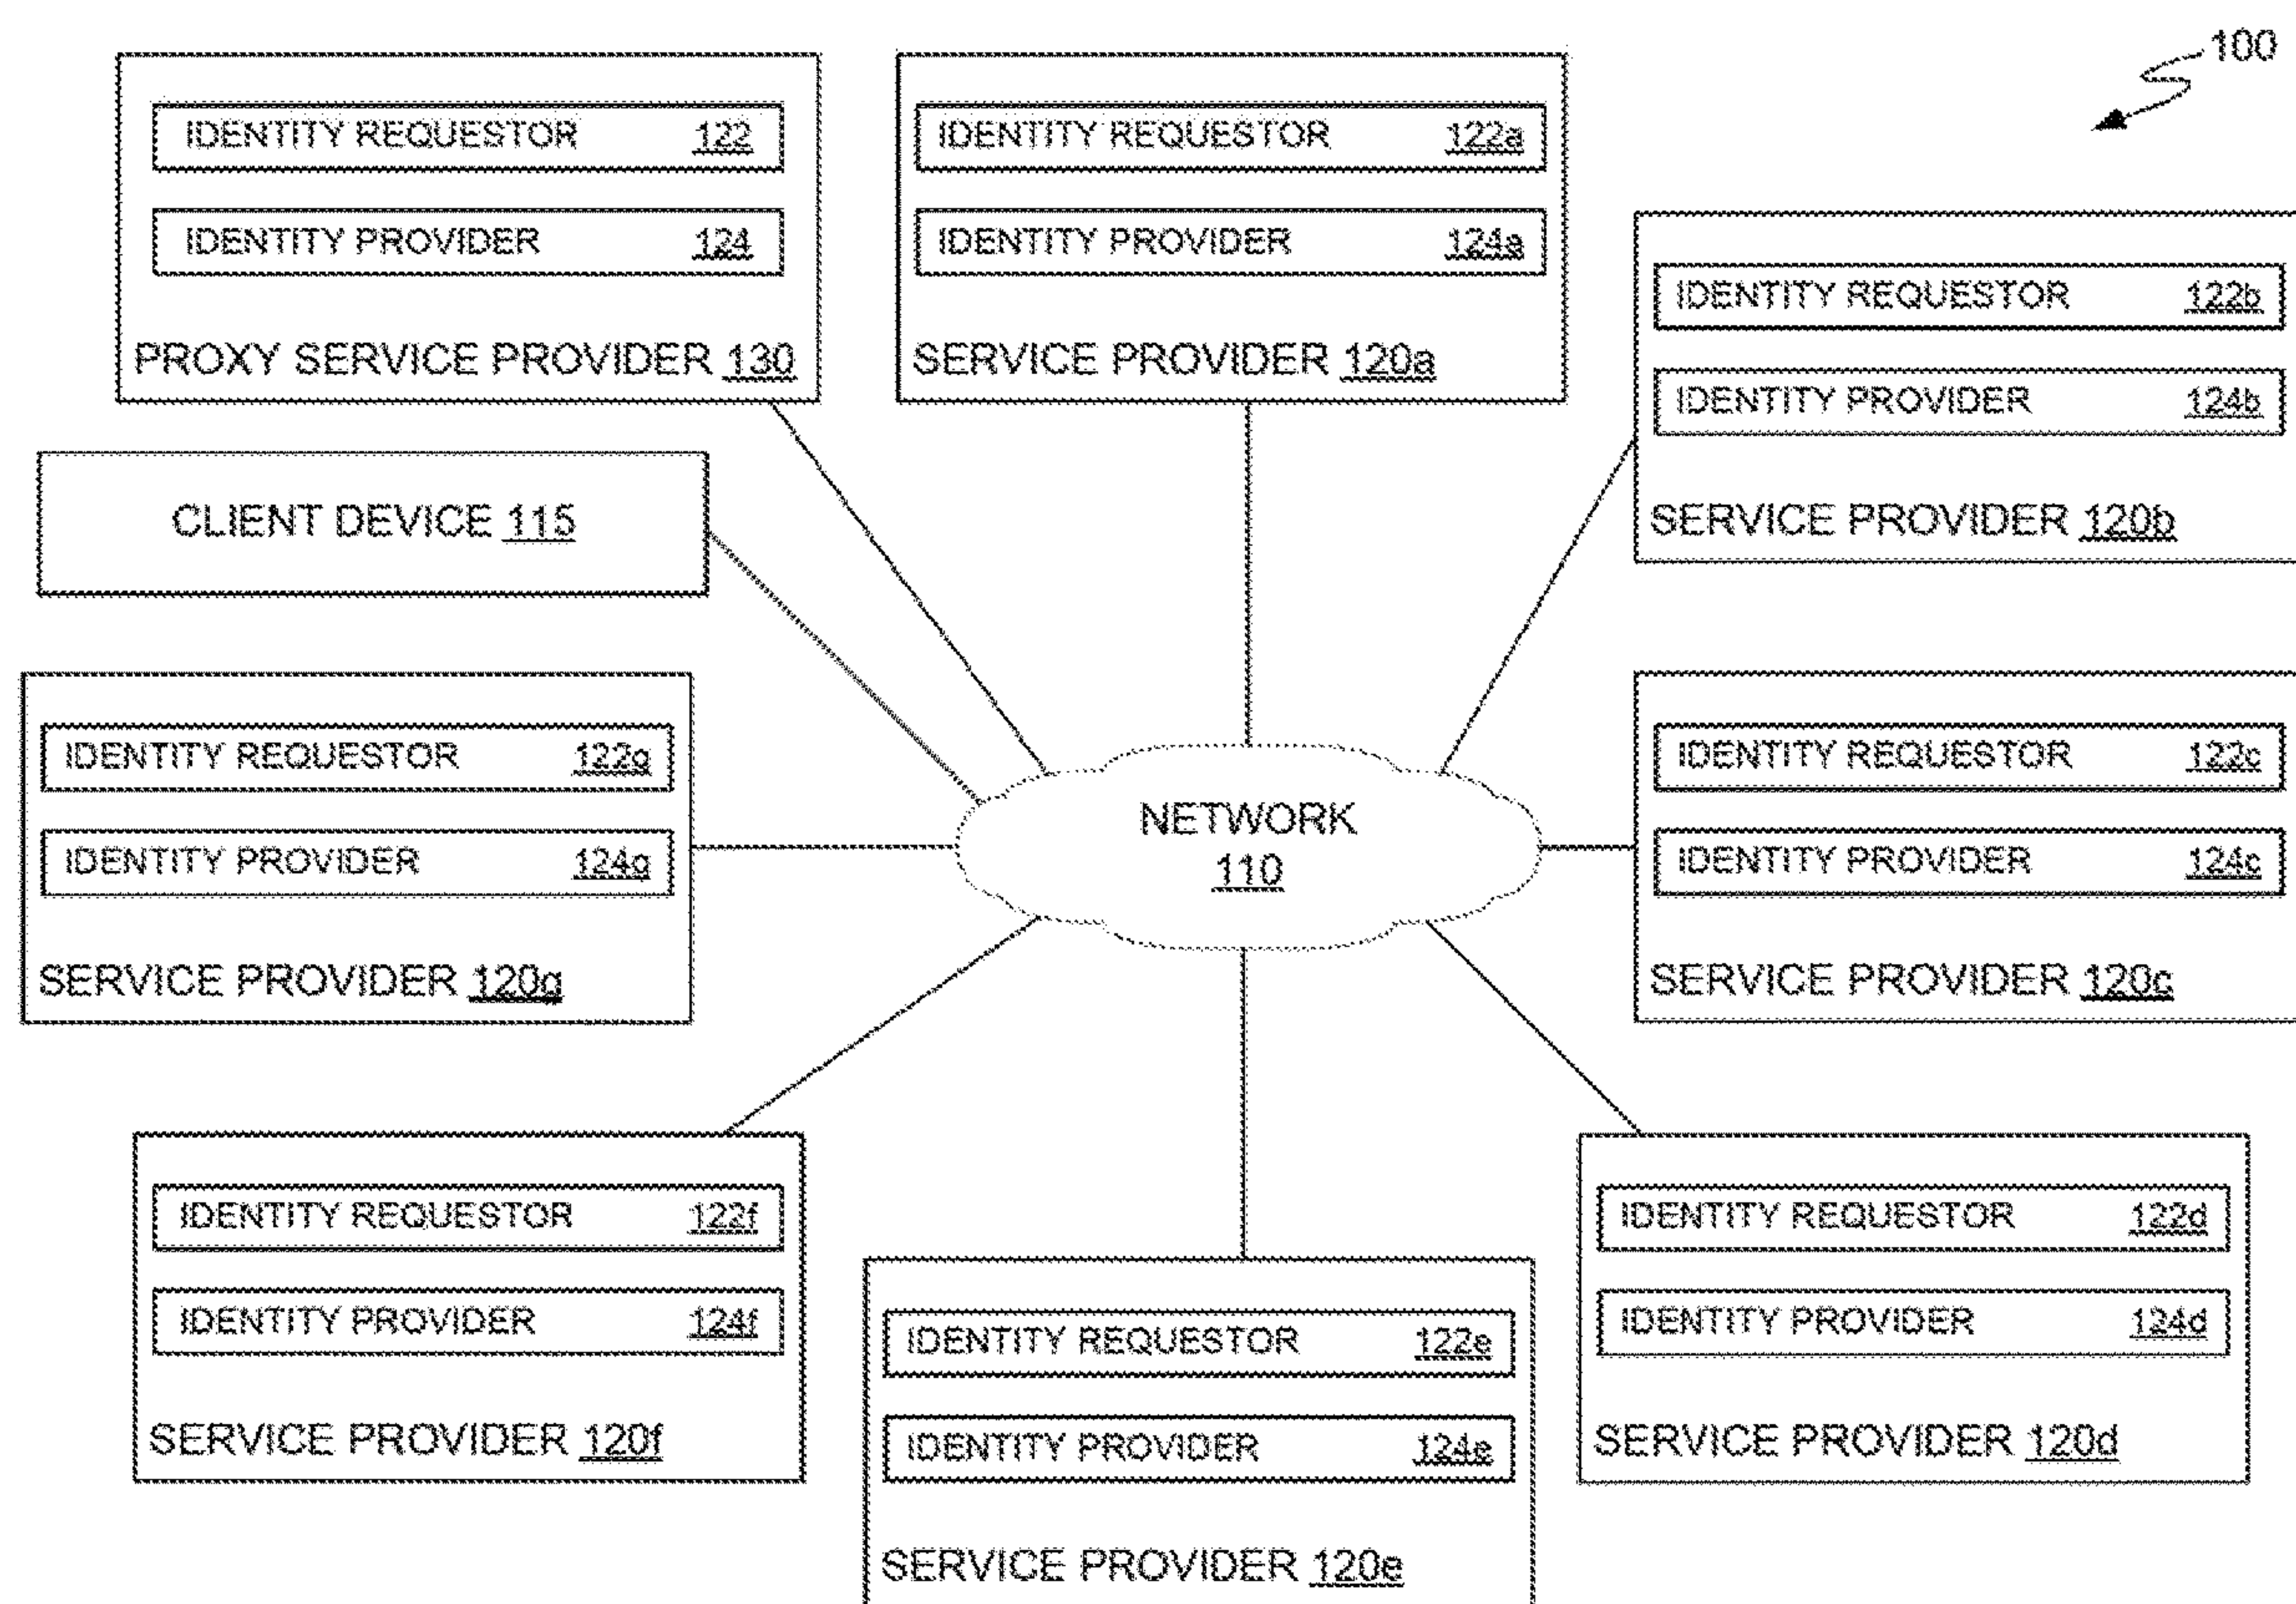 100
IDENTITY REQUESTOR 122
IDENTITY PROVIDER 124
PROXY SERVICE PROVIDER 130
IDENTITY REQUESTOR 122a
IDENTITY PROVIDER 124a
SERVICE PROVIDER 120a
IDENTITY REQUESTOR 122b
IDENTITY PROVIDER 124b
SERVICE PROVIDER 120b
CLIENT DEVICE 115
IDENTITY REQUESTOR 122g
IDENTITY PROVIDER 124g
SERVICE PROVIDER 120g
NETWORK
110
IDENTITY REQUESTOR 122c
IDENTITY PROVIDER 124c
SERVICE PROVIDER 120c
IDENTITY REQUESTOR 122f
IDENTITY PROVIDER 124f
SERVICE PROVIDER 120f
IDENTITY REQUESTOR 122e
IDENTITY PROVIDER 124e
SERVICE PROVIDER 120e
IDENTITY REQUESTOR 122d
IDENTITY PROVIDER 124d
SERVICE PROVIDER 120d